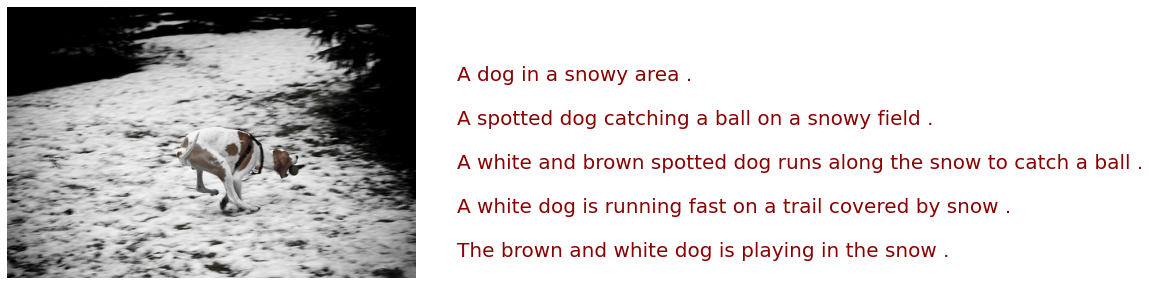 A dog in a snowy area .
A spotted dog catching a ball on a snowy field .
A white and brown spotted dog runs along the snow to catch a ball .
A white dog is running fast on a trail covered by snow .
The brown and white dog is playing in the snow .